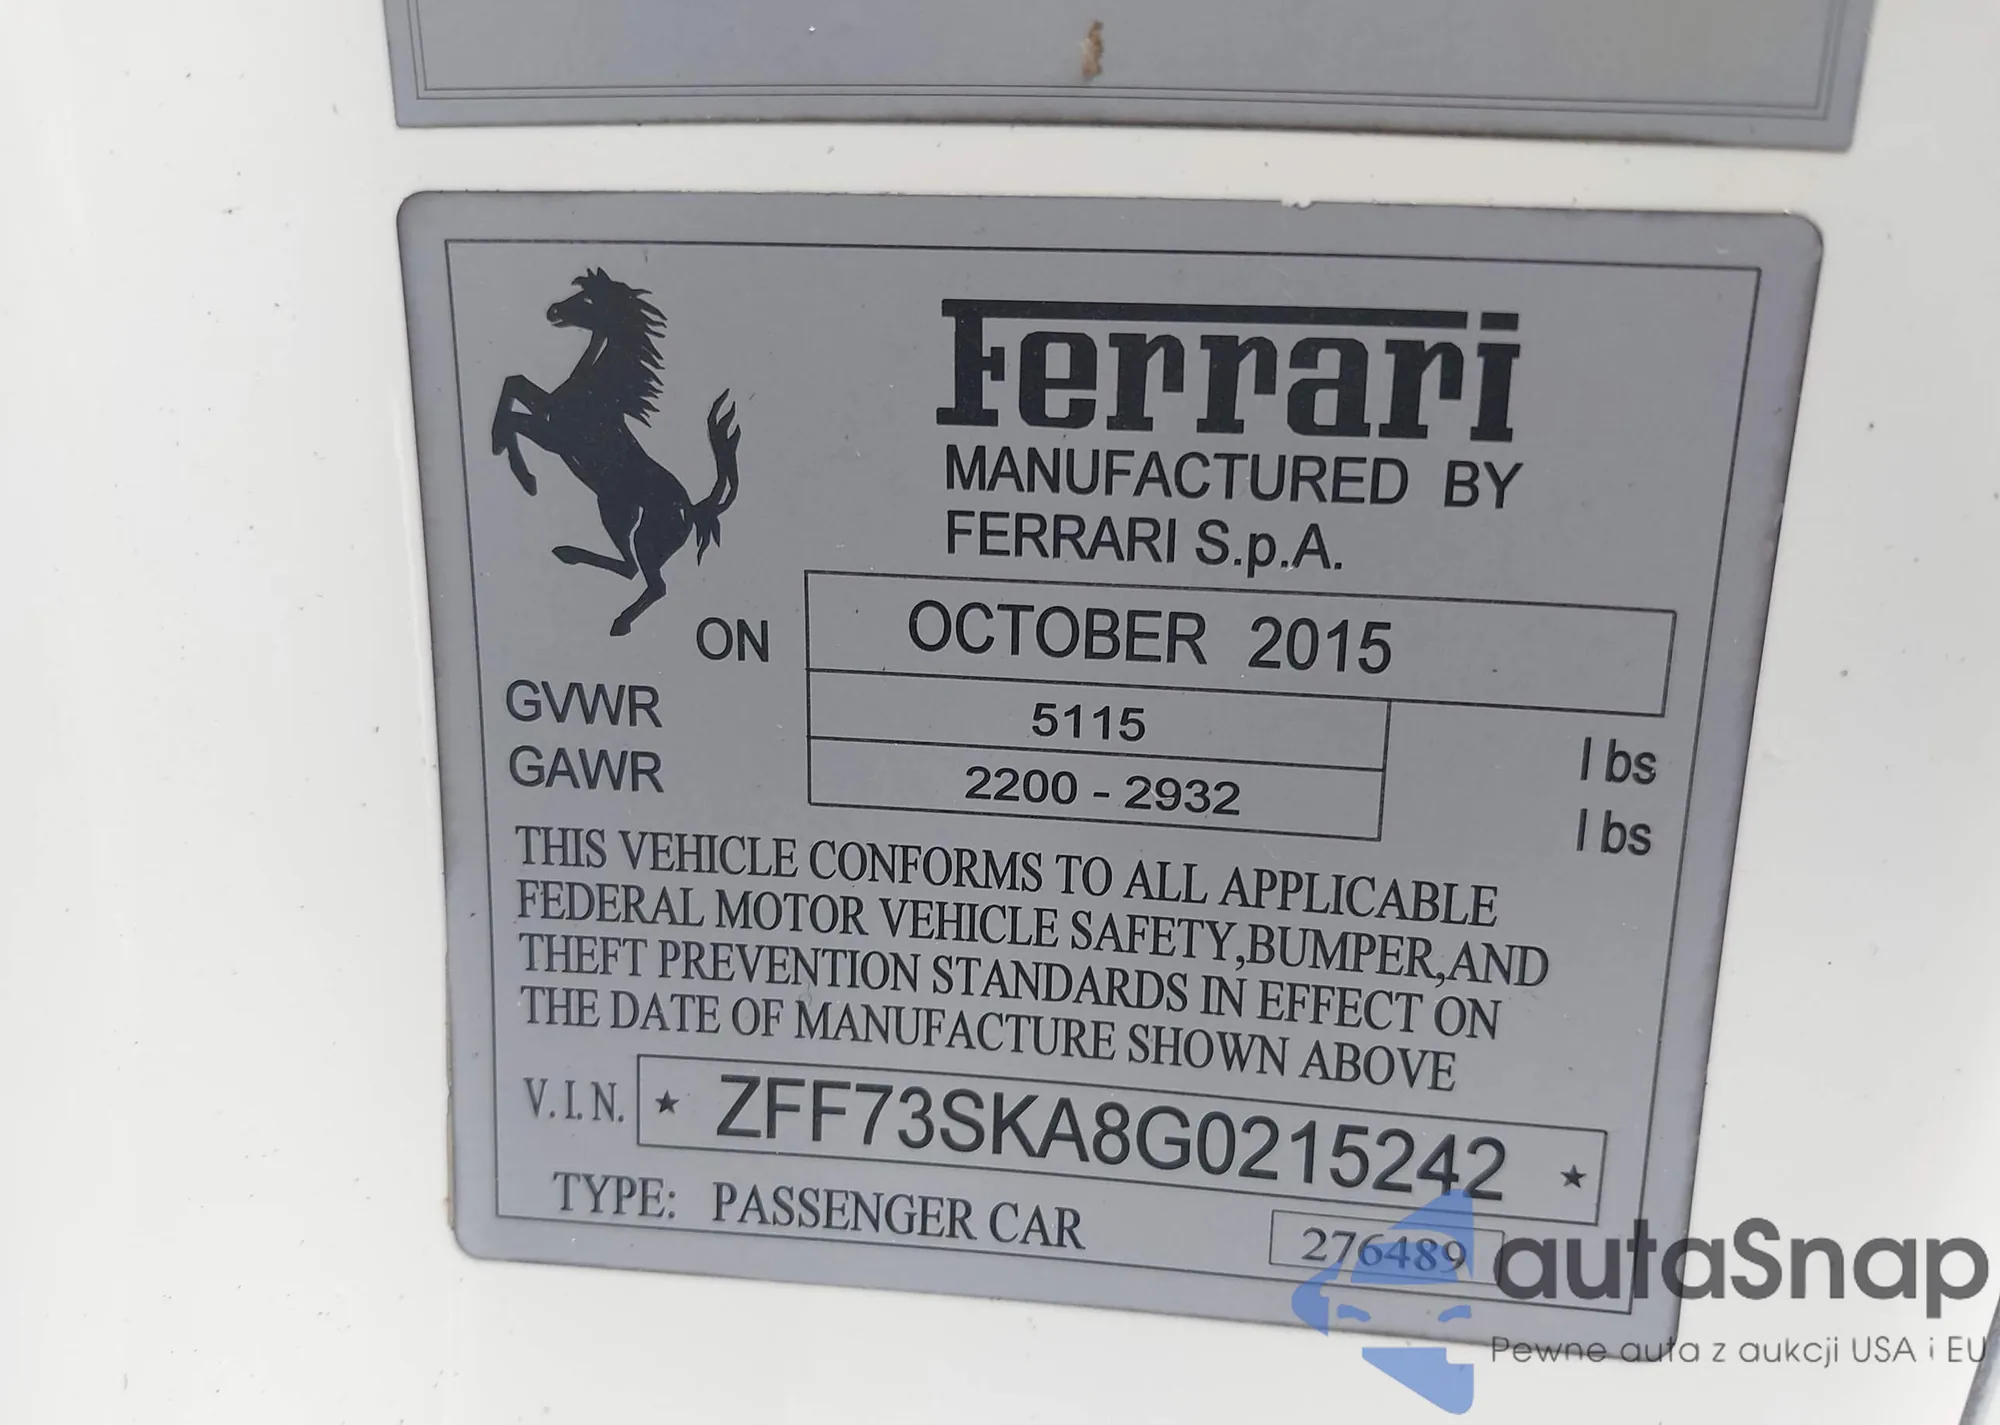 Ferrari
MANUFACTURED BY
FERRARI S.p.A.
ON OCTOBER 2015
GVWR 5115 lbs
GAWR 2200 - 2932 lbs
THIS VEHICLE CONFORMS TO ALL APPLICABLE
FEDERAL MOTOR VEHICLE SAFETY,BUMPER,AND
THEFT PREVENTION STANDARDS IN EFFECT ON
THE DATE OF MANUFACTURE SHOWN ABOVE
V.I.N. ★ ZFF73SKA8G0215242 ★
TYPE: PASSENGER CAR 276489
autaSnap
Pewne auta z aukcji USA i EU